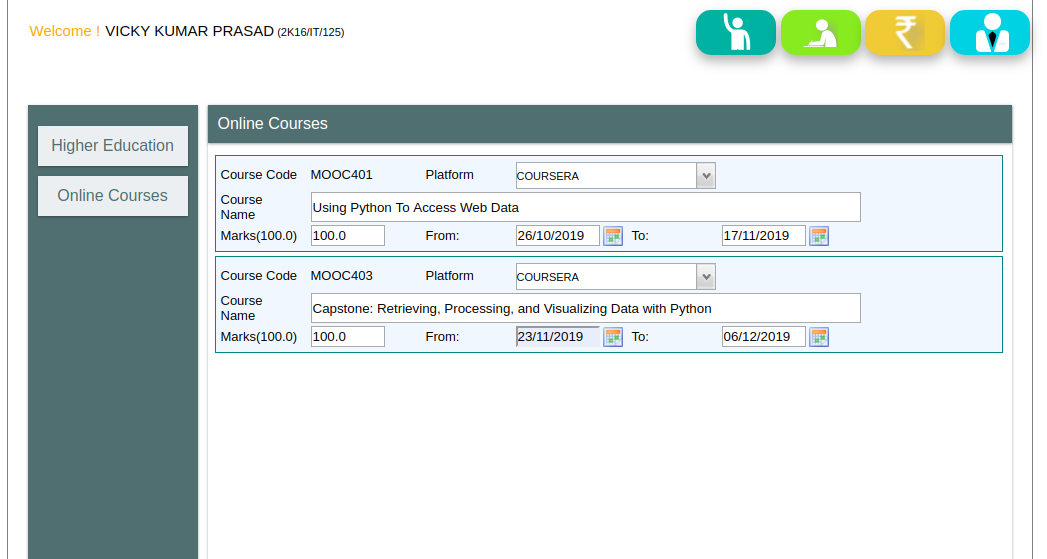 Welcome ! VICKY KUMAR PRASAD (2K16/IT/125)
₹
Higher Education
Online Courses
Online Courses
Course Code MOOC401 Platform COURSERA
Course Name Using Python To Access Web Data
Marks(100.0) 100.0 From: 26/10/2019 To: 17/11/2019
Course Code MOOC403 Platform COURSERA
Course Name Capstone: Retrieving, Processing, and Visualizing Data with Python
Marks(100.0) 100.0 From: 23/11/2019 To: 06/12/2019